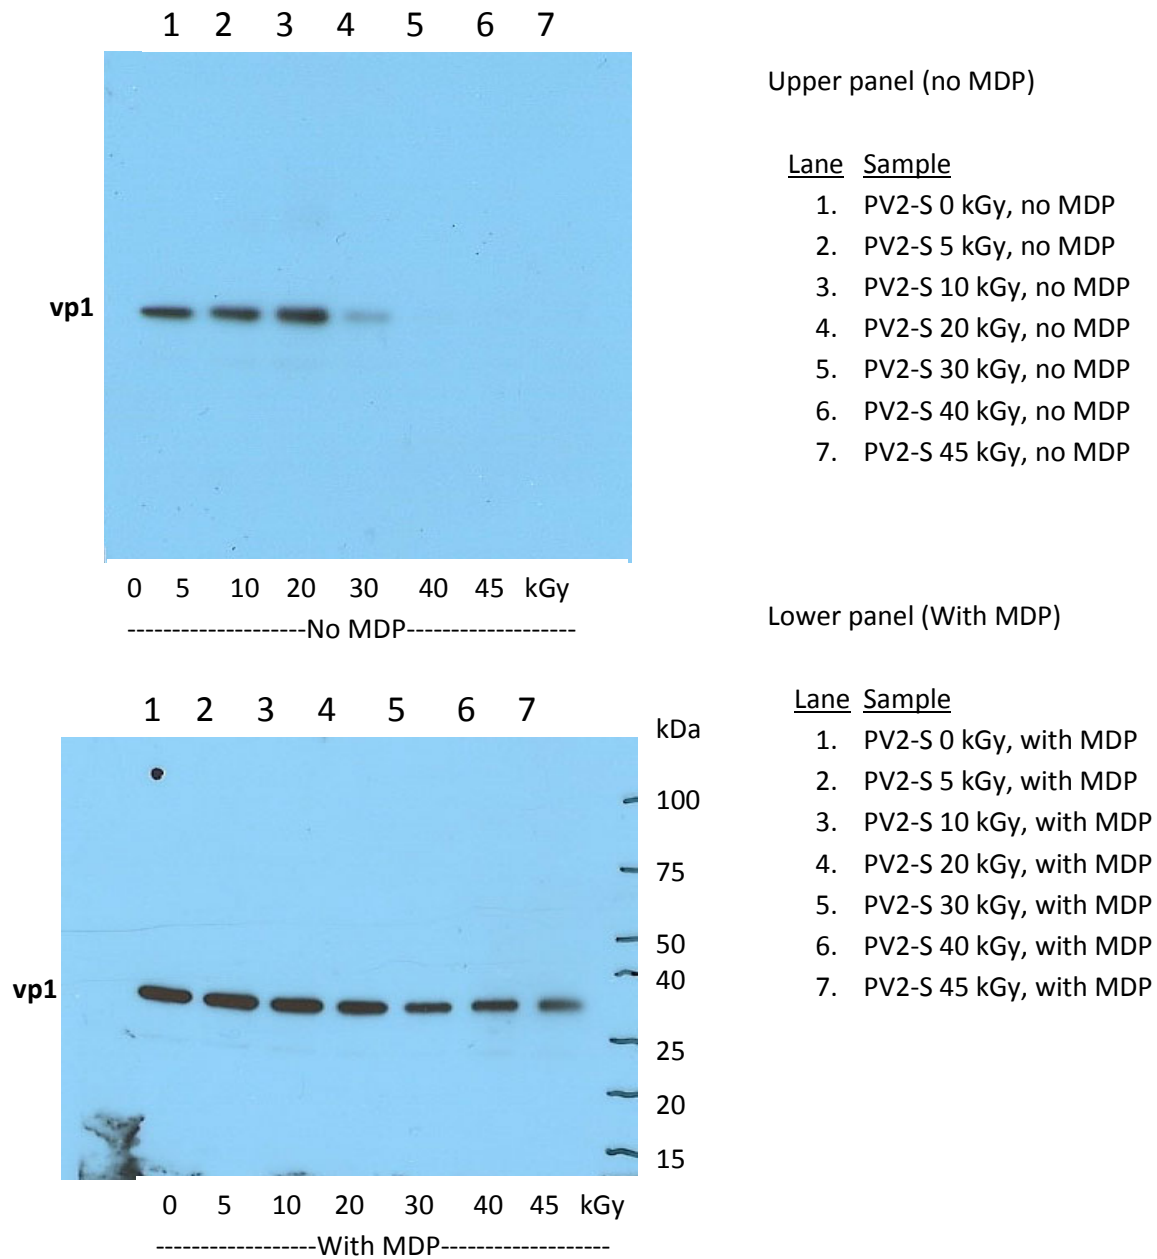 1 2 3 4 5 6 7
Upper panel (no MDP)
Lane Sample
1. PV2-S 0 kGy, no MDP
2. PV2-S 5 kGy, no MDP
3. PV2-S 10 kGy, no MDP
4. PV2-S 20 kGy, no MDP
5. PV2-S 30 kGy, no MDP
6. PV2-S 40 kGy, no MDP
7. PV2-S 45 kGy, no MDP
vp1
0 5 10 20 30 40 45 kGy
--------------------No MDP-------------------
Lower panel (With MDP)
1 2 3 4 5 6 7
Lane Sample
1. PV2-S 0 kGy, with MDP
2. PV2-S 5 kGy, with MDP
3. PV2-S 10 kGy, with MDP
4. PV2-S 20 kGy, with MDP
5. PV2-S 30 kGy, with MDP
6. PV2-S 40 kGy, with MDP
7. PV2-S 45 kGy, with MDP
kDa
100
75
50
40
vp1
25
20
15
0 5 10 20 30 40 45 kGy
------------------With MDP-------------------